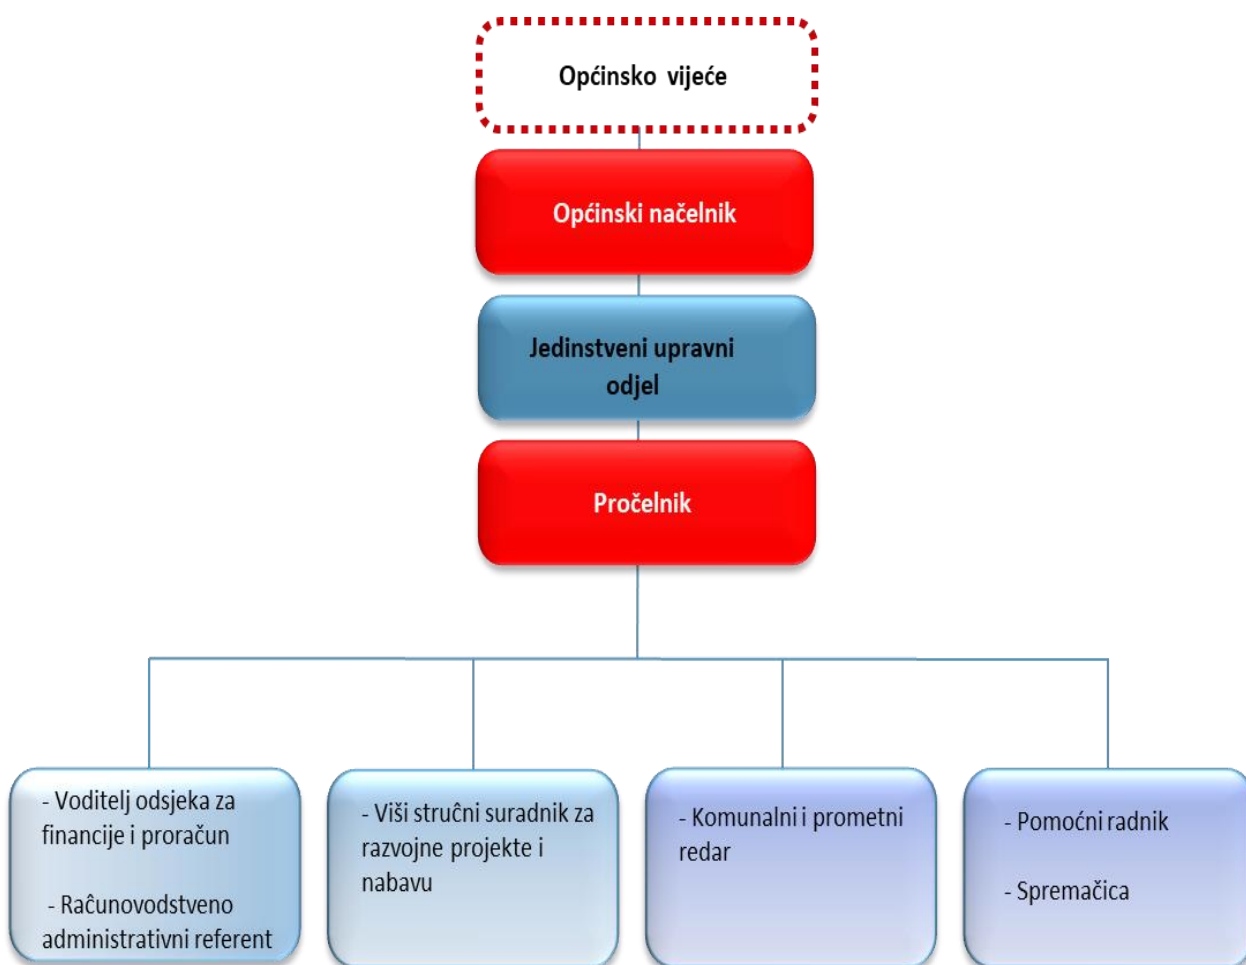 Općinsko vijeće
Općinski načelnik
Jedinstveni upravni
odjel
Pročelnik
- Voditelj odsjeka za
financije i proračun
- Raĉunovodstveno
administrativni referent
- Viši stručni suradnik za
razvojne projekte i
nabavu
- Komunalni i prometni
redar
- Pomoćni radnik
- Spremačica